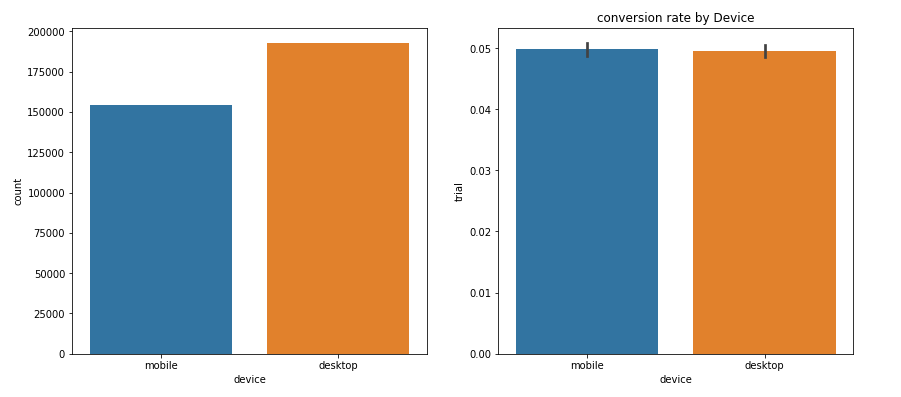 200000
175000
150000
125000
100000
75000
50000
25000
0
count
mobile
desktop
device
conversion rate by Device
0.05
0.04
0.03
0.02
0.01
0.00
trial
mobile
desktop
device